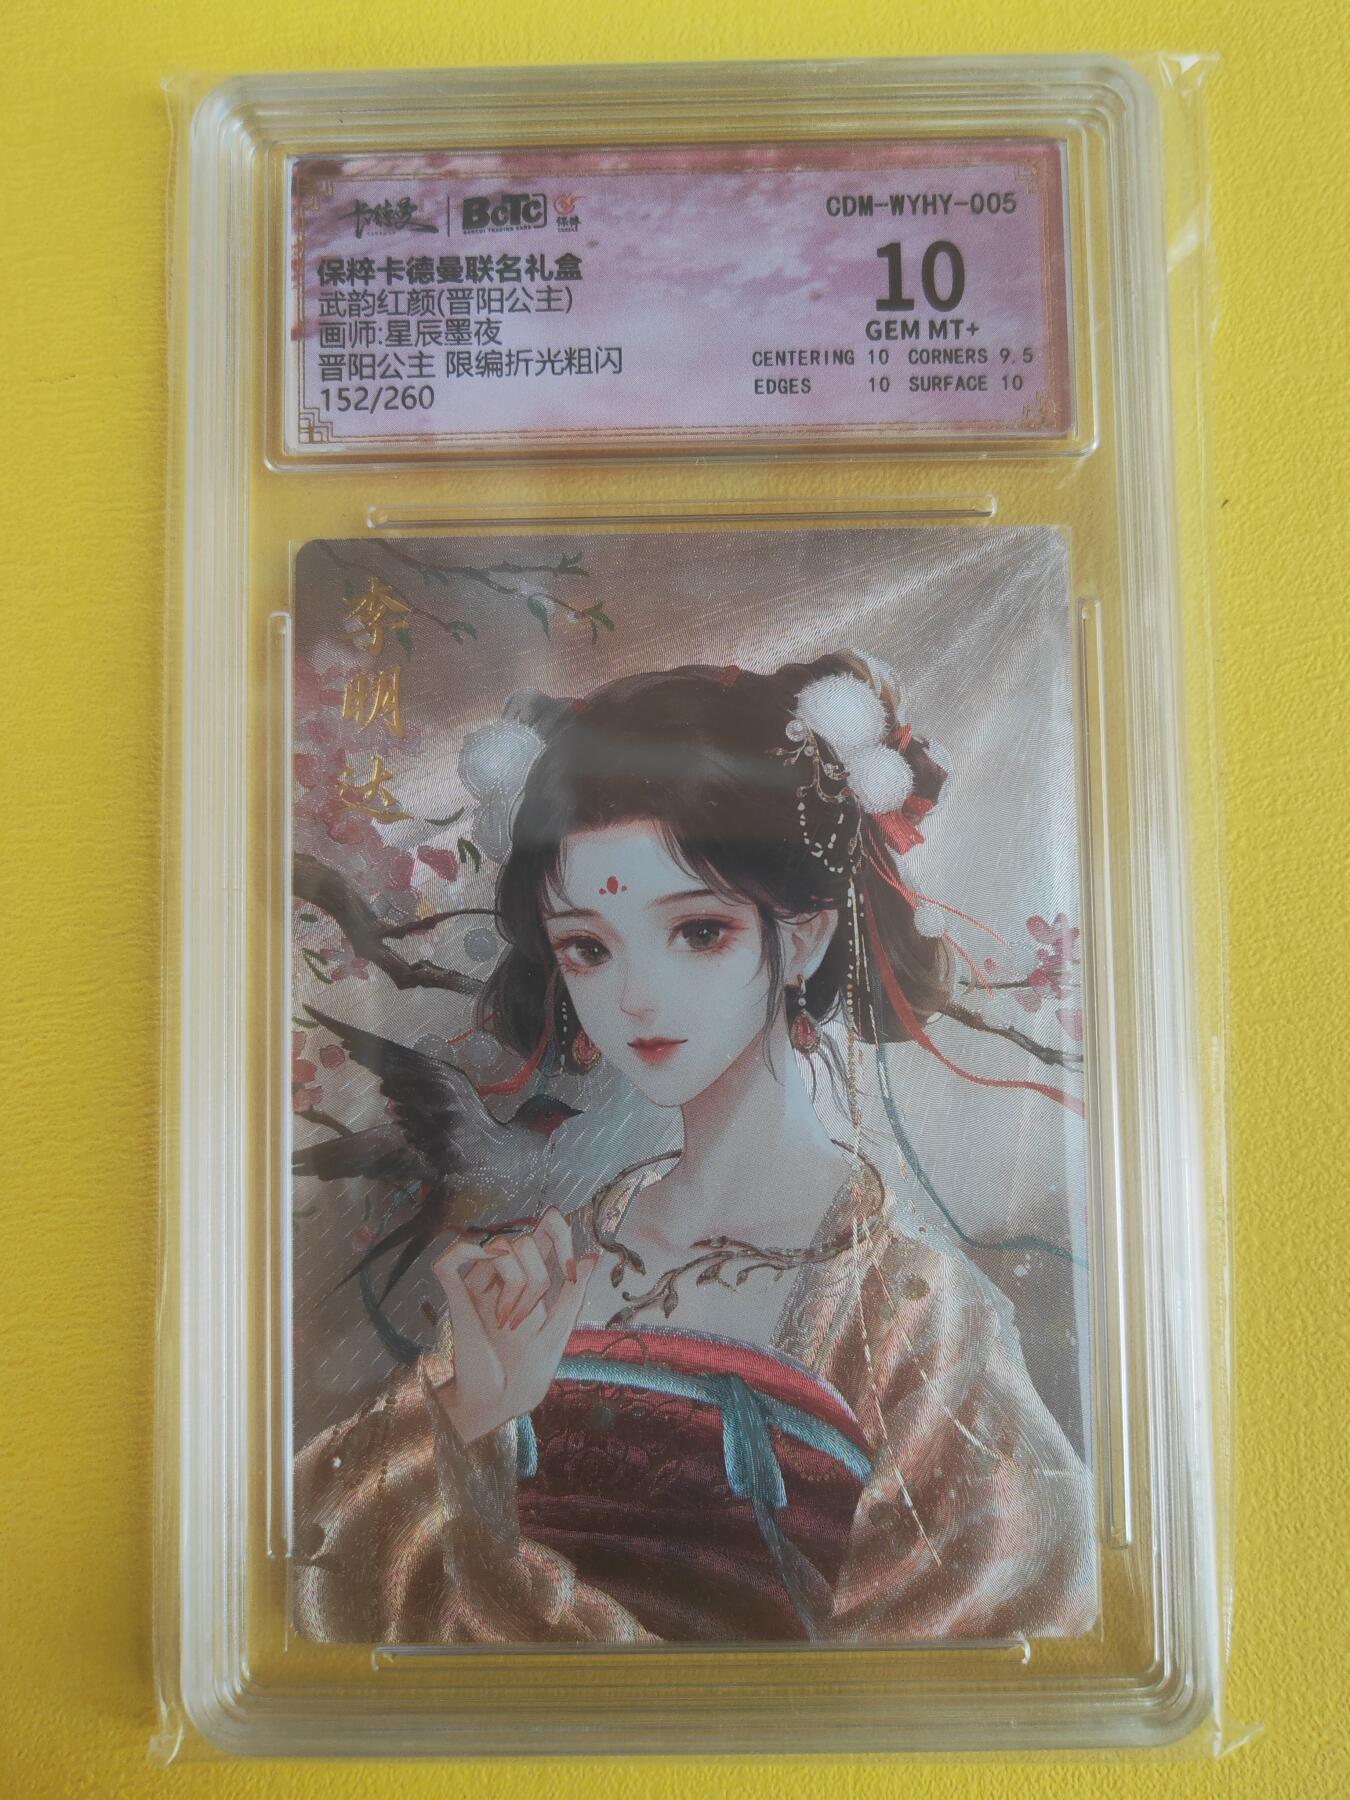 卡德曼 BCTC 保粹
CDM-WYHY-005
保粹卡德曼联名礼盒
武韵红颜(晋阳公主)
画师:星辰墨夜
晋阳公主 限编折光粗闪
152/260
10
GEM MT+
CENTERING 10 CORNERS 9.5
EDGES 10 SURFACE 10
李明达